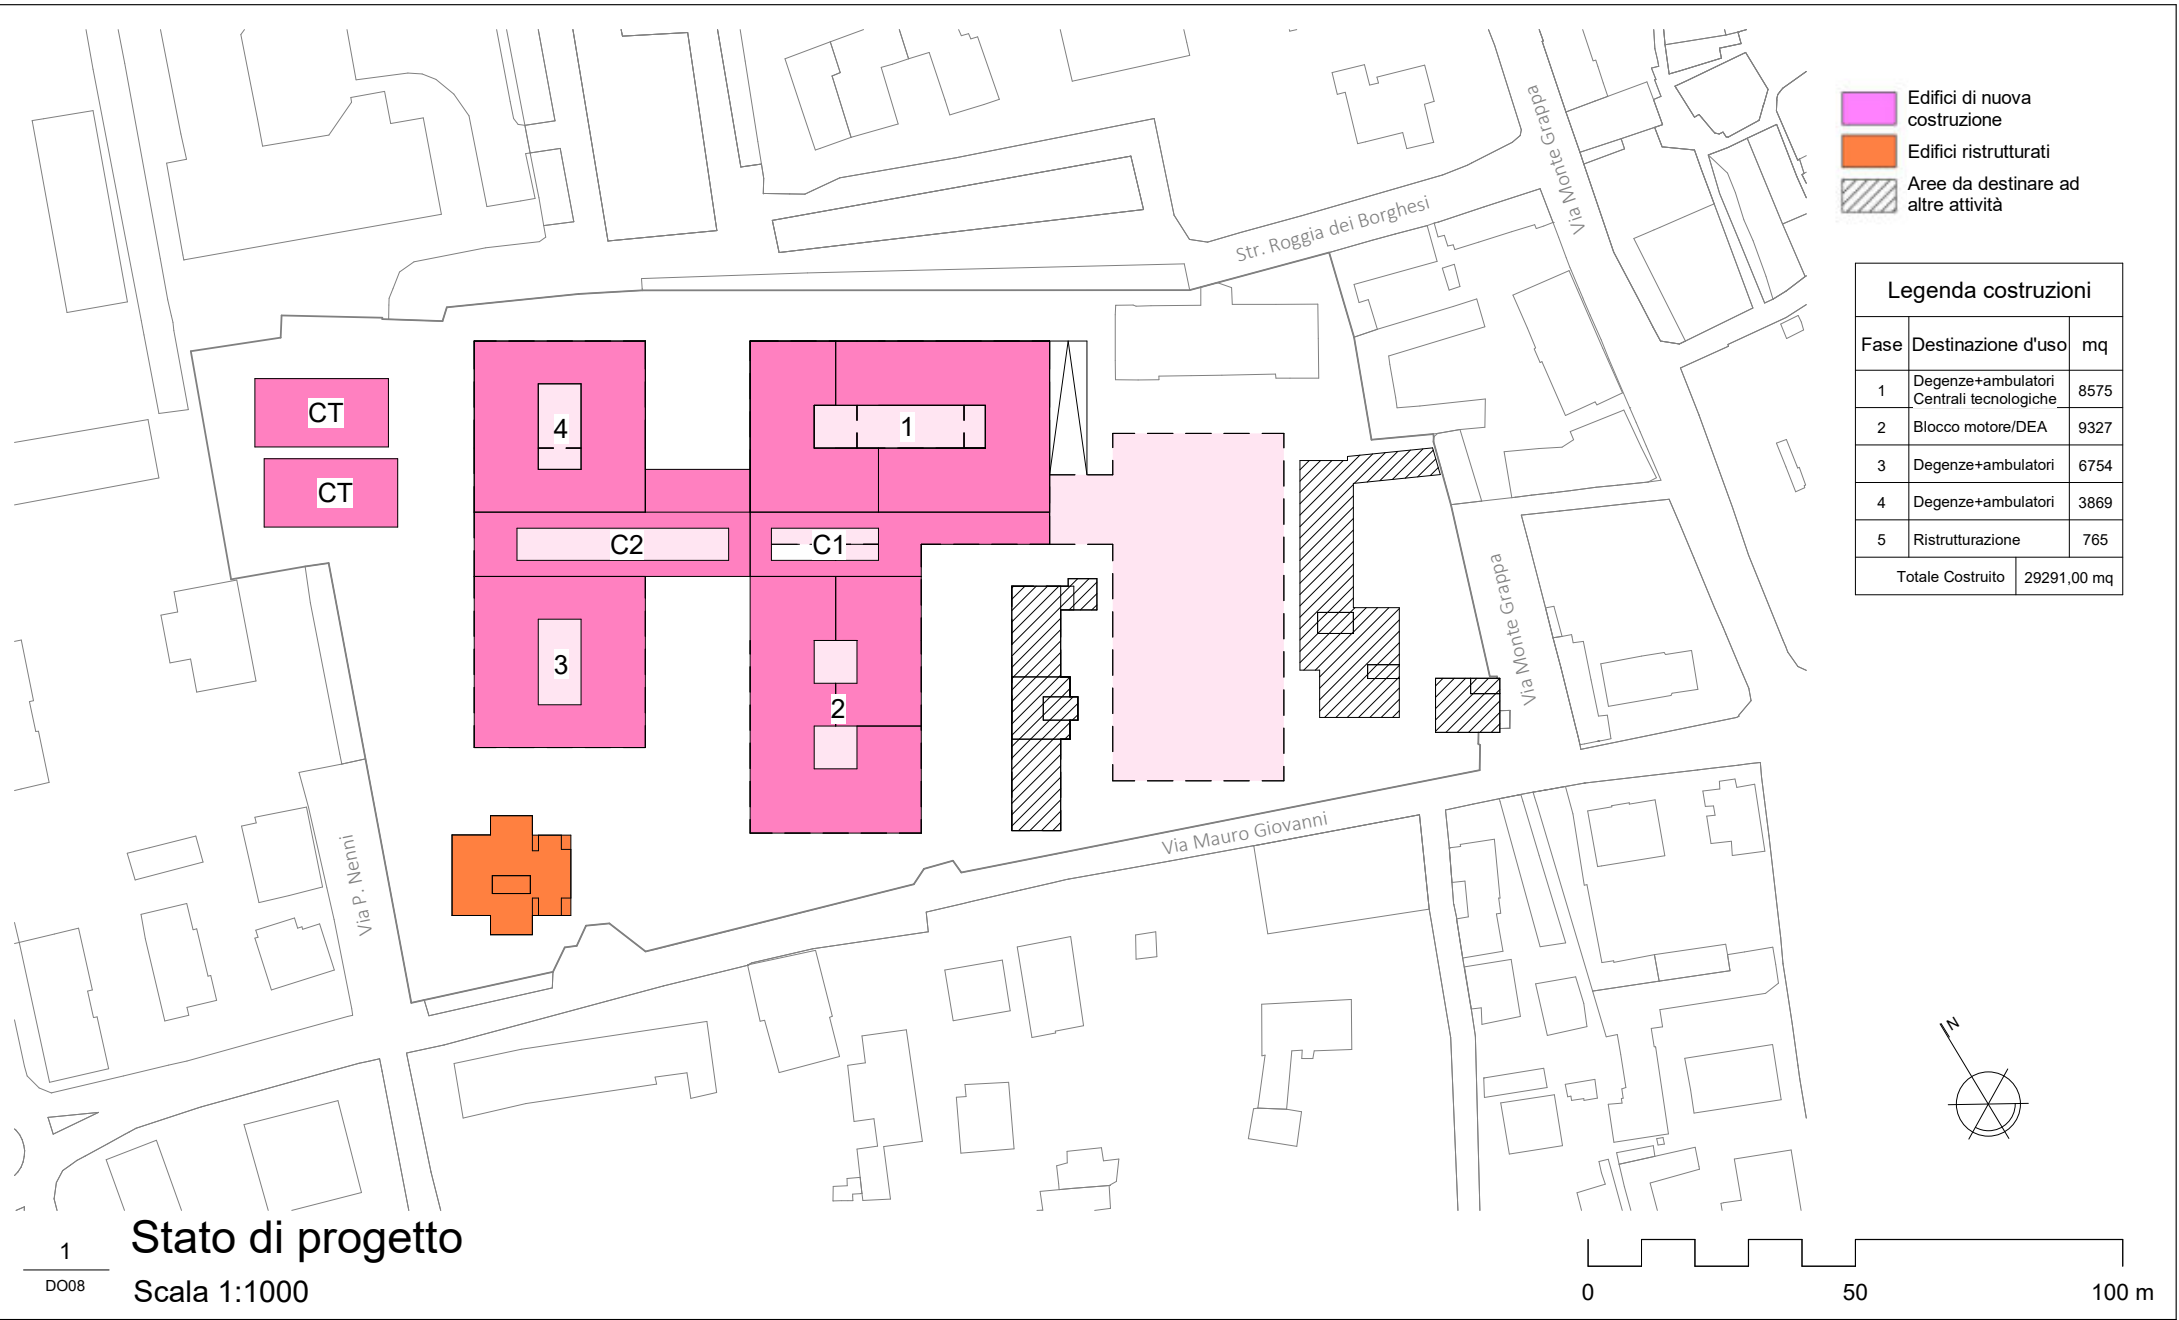 Edifici di nuova
costruzione
Edifici ristrutturati
Aree da destinare ad
altre attività
Legenda costruzioni
Fase Destinazione d'uso mq
1 Degenze+ambulatori
Centrali tecnologiche 8575
2 Blocco motore/DEA 9327
3 Degenze+ambulatori 6754
4 Degenze+ambulatori 3869
5 Ristrutturazione 765
Totale Costruito 29291,00 mq
Via Monte Grappa
Str. Roggia dei Borghesi
CT
CT
4
1
C2
C1
3
2
Via Monte Grappa
Via Mauro Giovanni
Via P. Nenni
N
1
DO08
Stato di progetto
Scala 1:1000
0 50 100 m